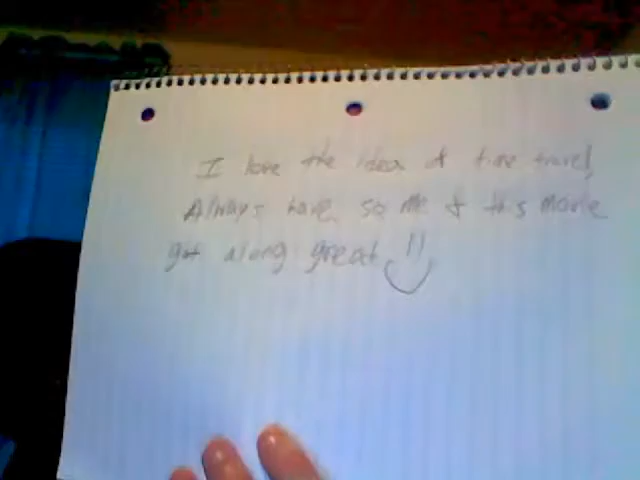 I love the idea of time travel,
Always have, so me & this movie
got along great !!